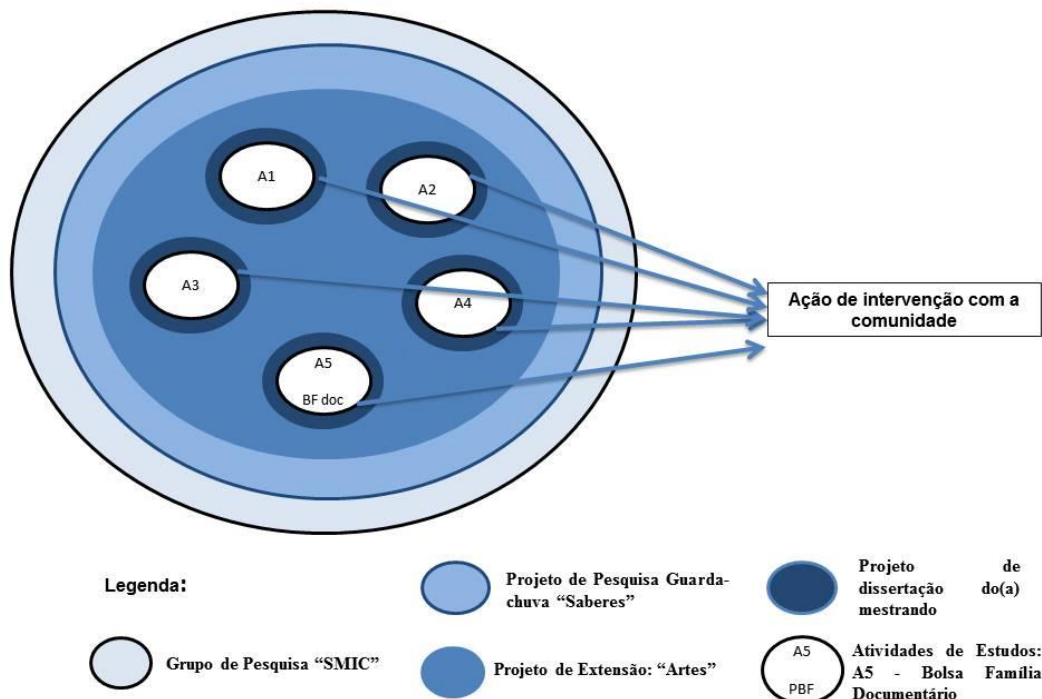 A1
A2
A3
A4
A5
BF doc
Ação de intervenção com a
comunidade
Legenda:
Projeto de Pesquisa Guarda-
chuva “Saberes”
Projeto de
dissertação do(a)
mestrando
Grupo de Pesquisa “SMIC”
Projeto de Extensão: “Artes”
A5
PBF
Atividades de Estudos:
A5 - Bolsa Família
Documentário